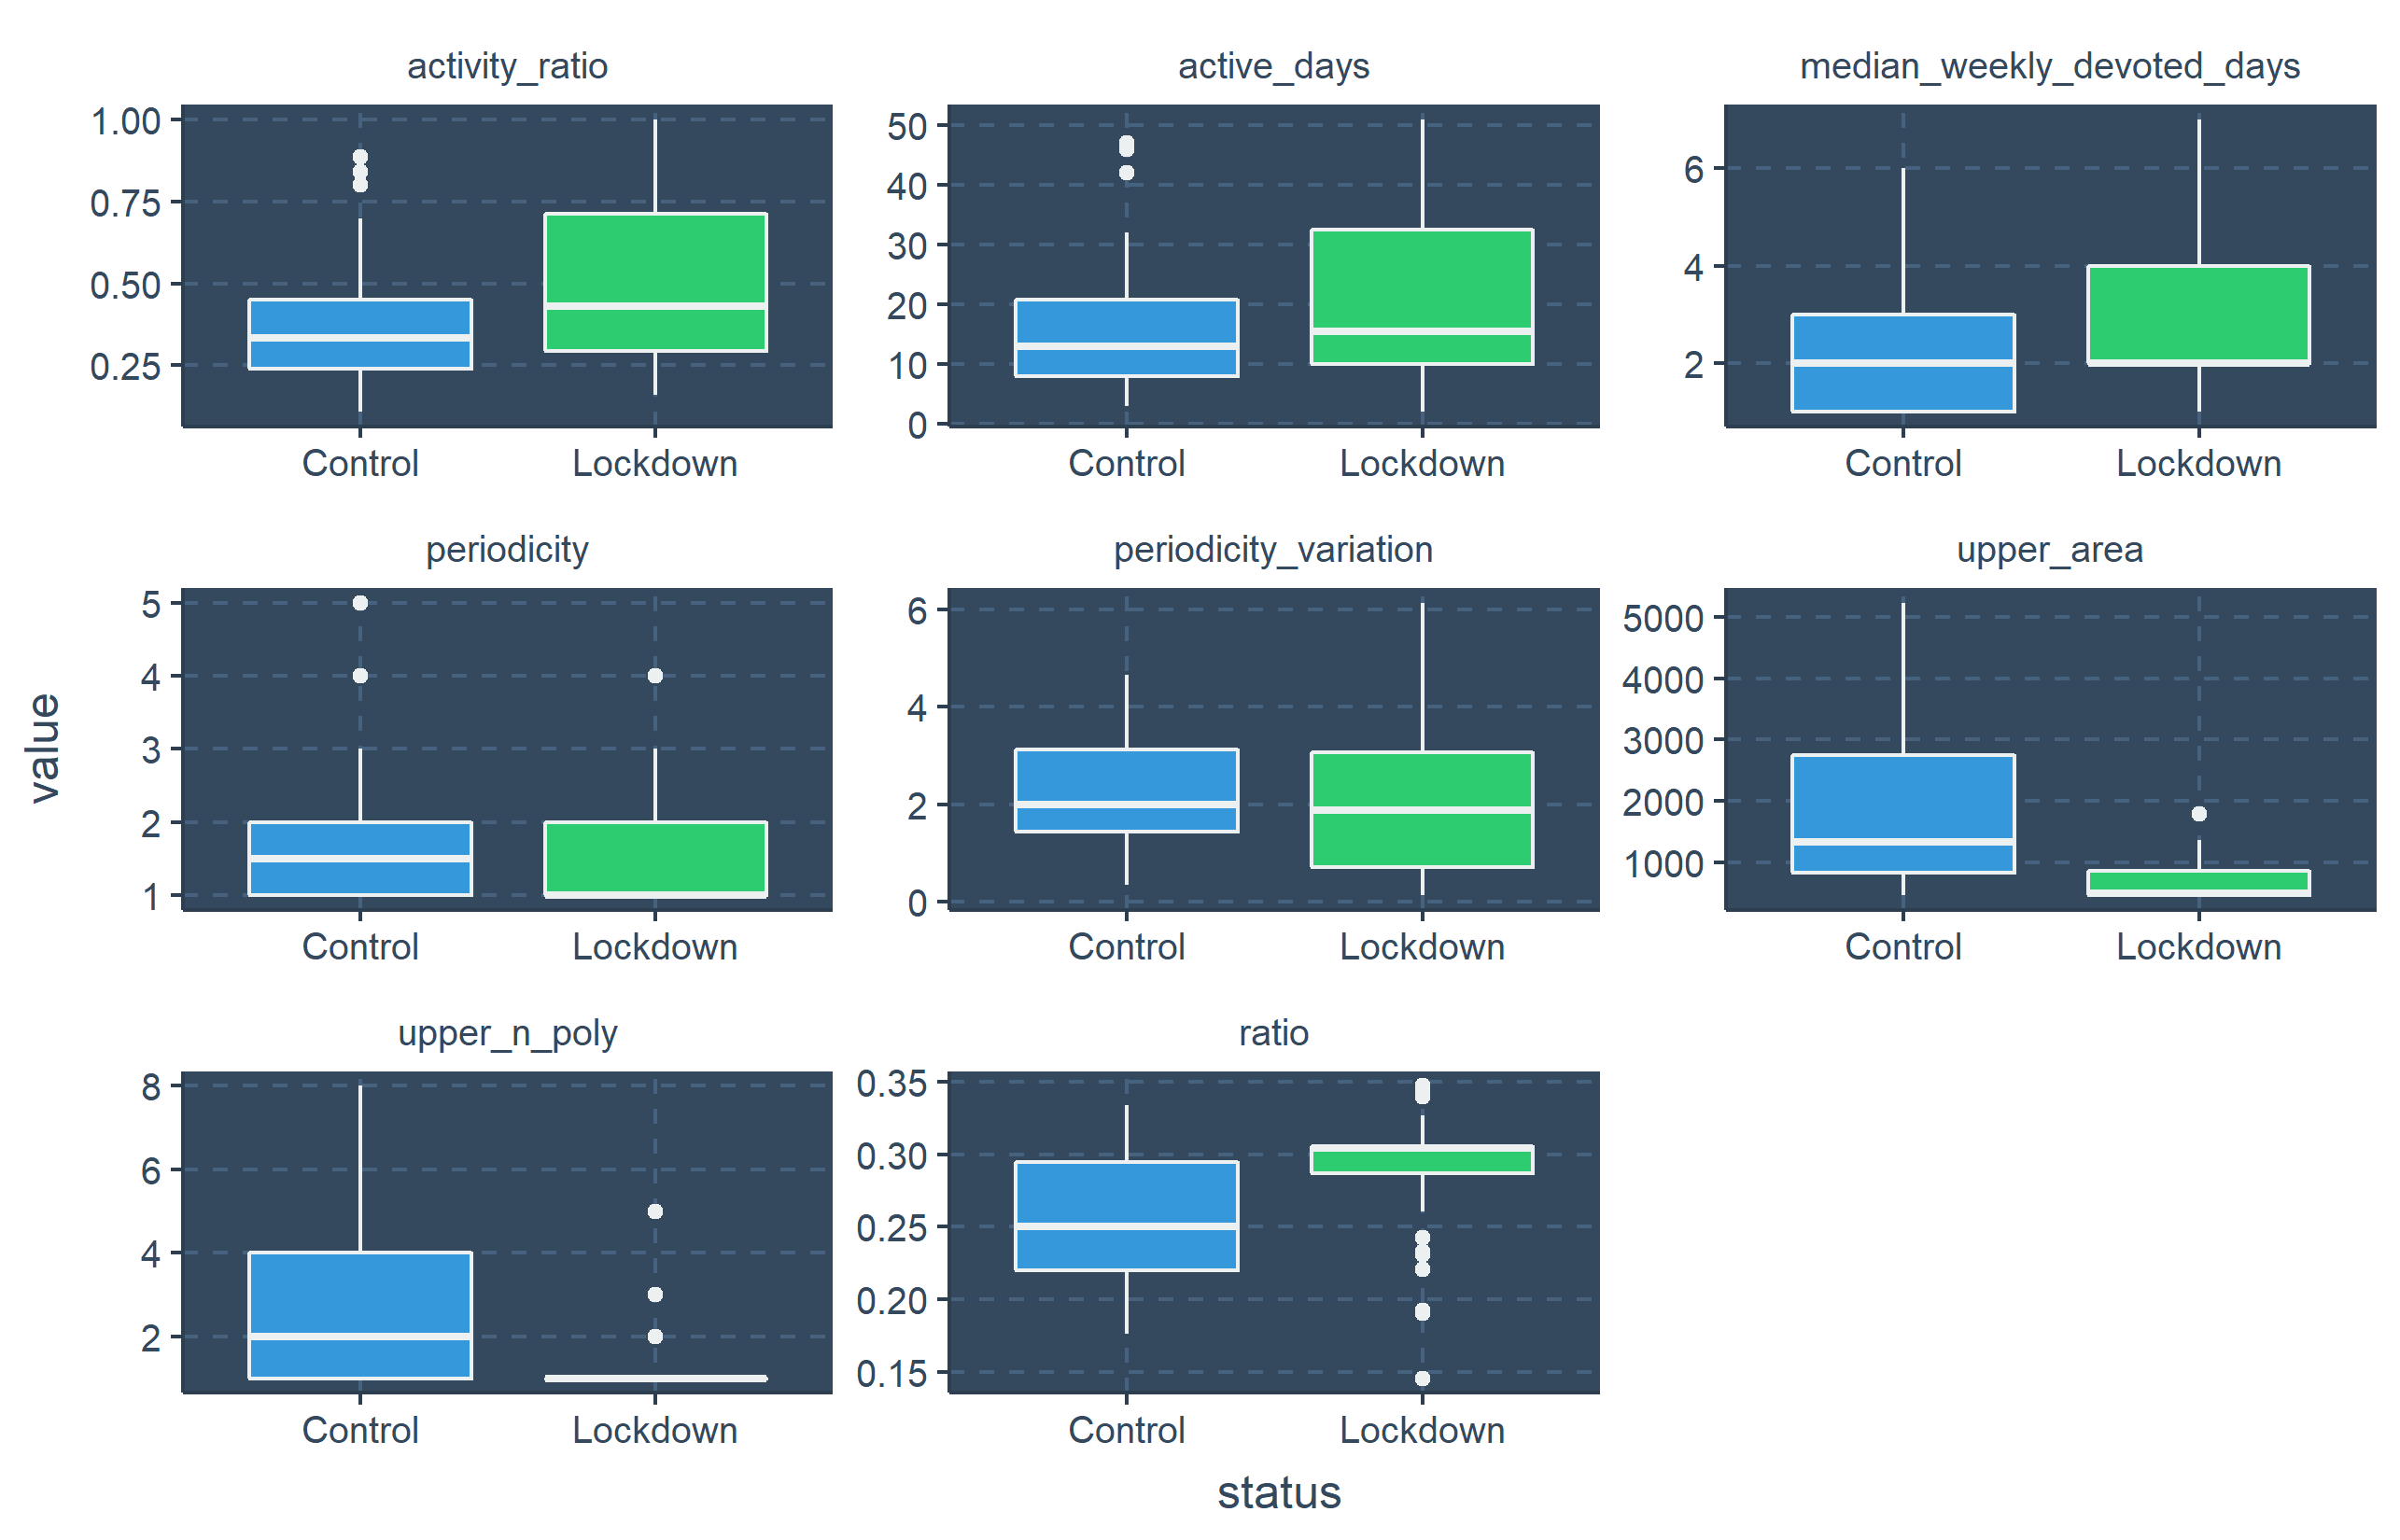 activity_ratio
active_days
median_weekly_devoted_days
1.00
0.75
0.50
0.25
Control
Lockdown
50
40
30
20
10
0
Control
Lockdown
6
4
2
Control
Lockdown
periodicity
periodicity_variation
upper_area
value
5
4
3
2
1
Control
Lockdown
6
4
2
0
Control
Lockdown
5000
4000
3000
2000
1000
Control
Lockdown
upper_n_poly
ratio
8
6
4
2
Control
Lockdown
0.35
0.30
0.25
0.20
0.15
Control
Lockdown
status